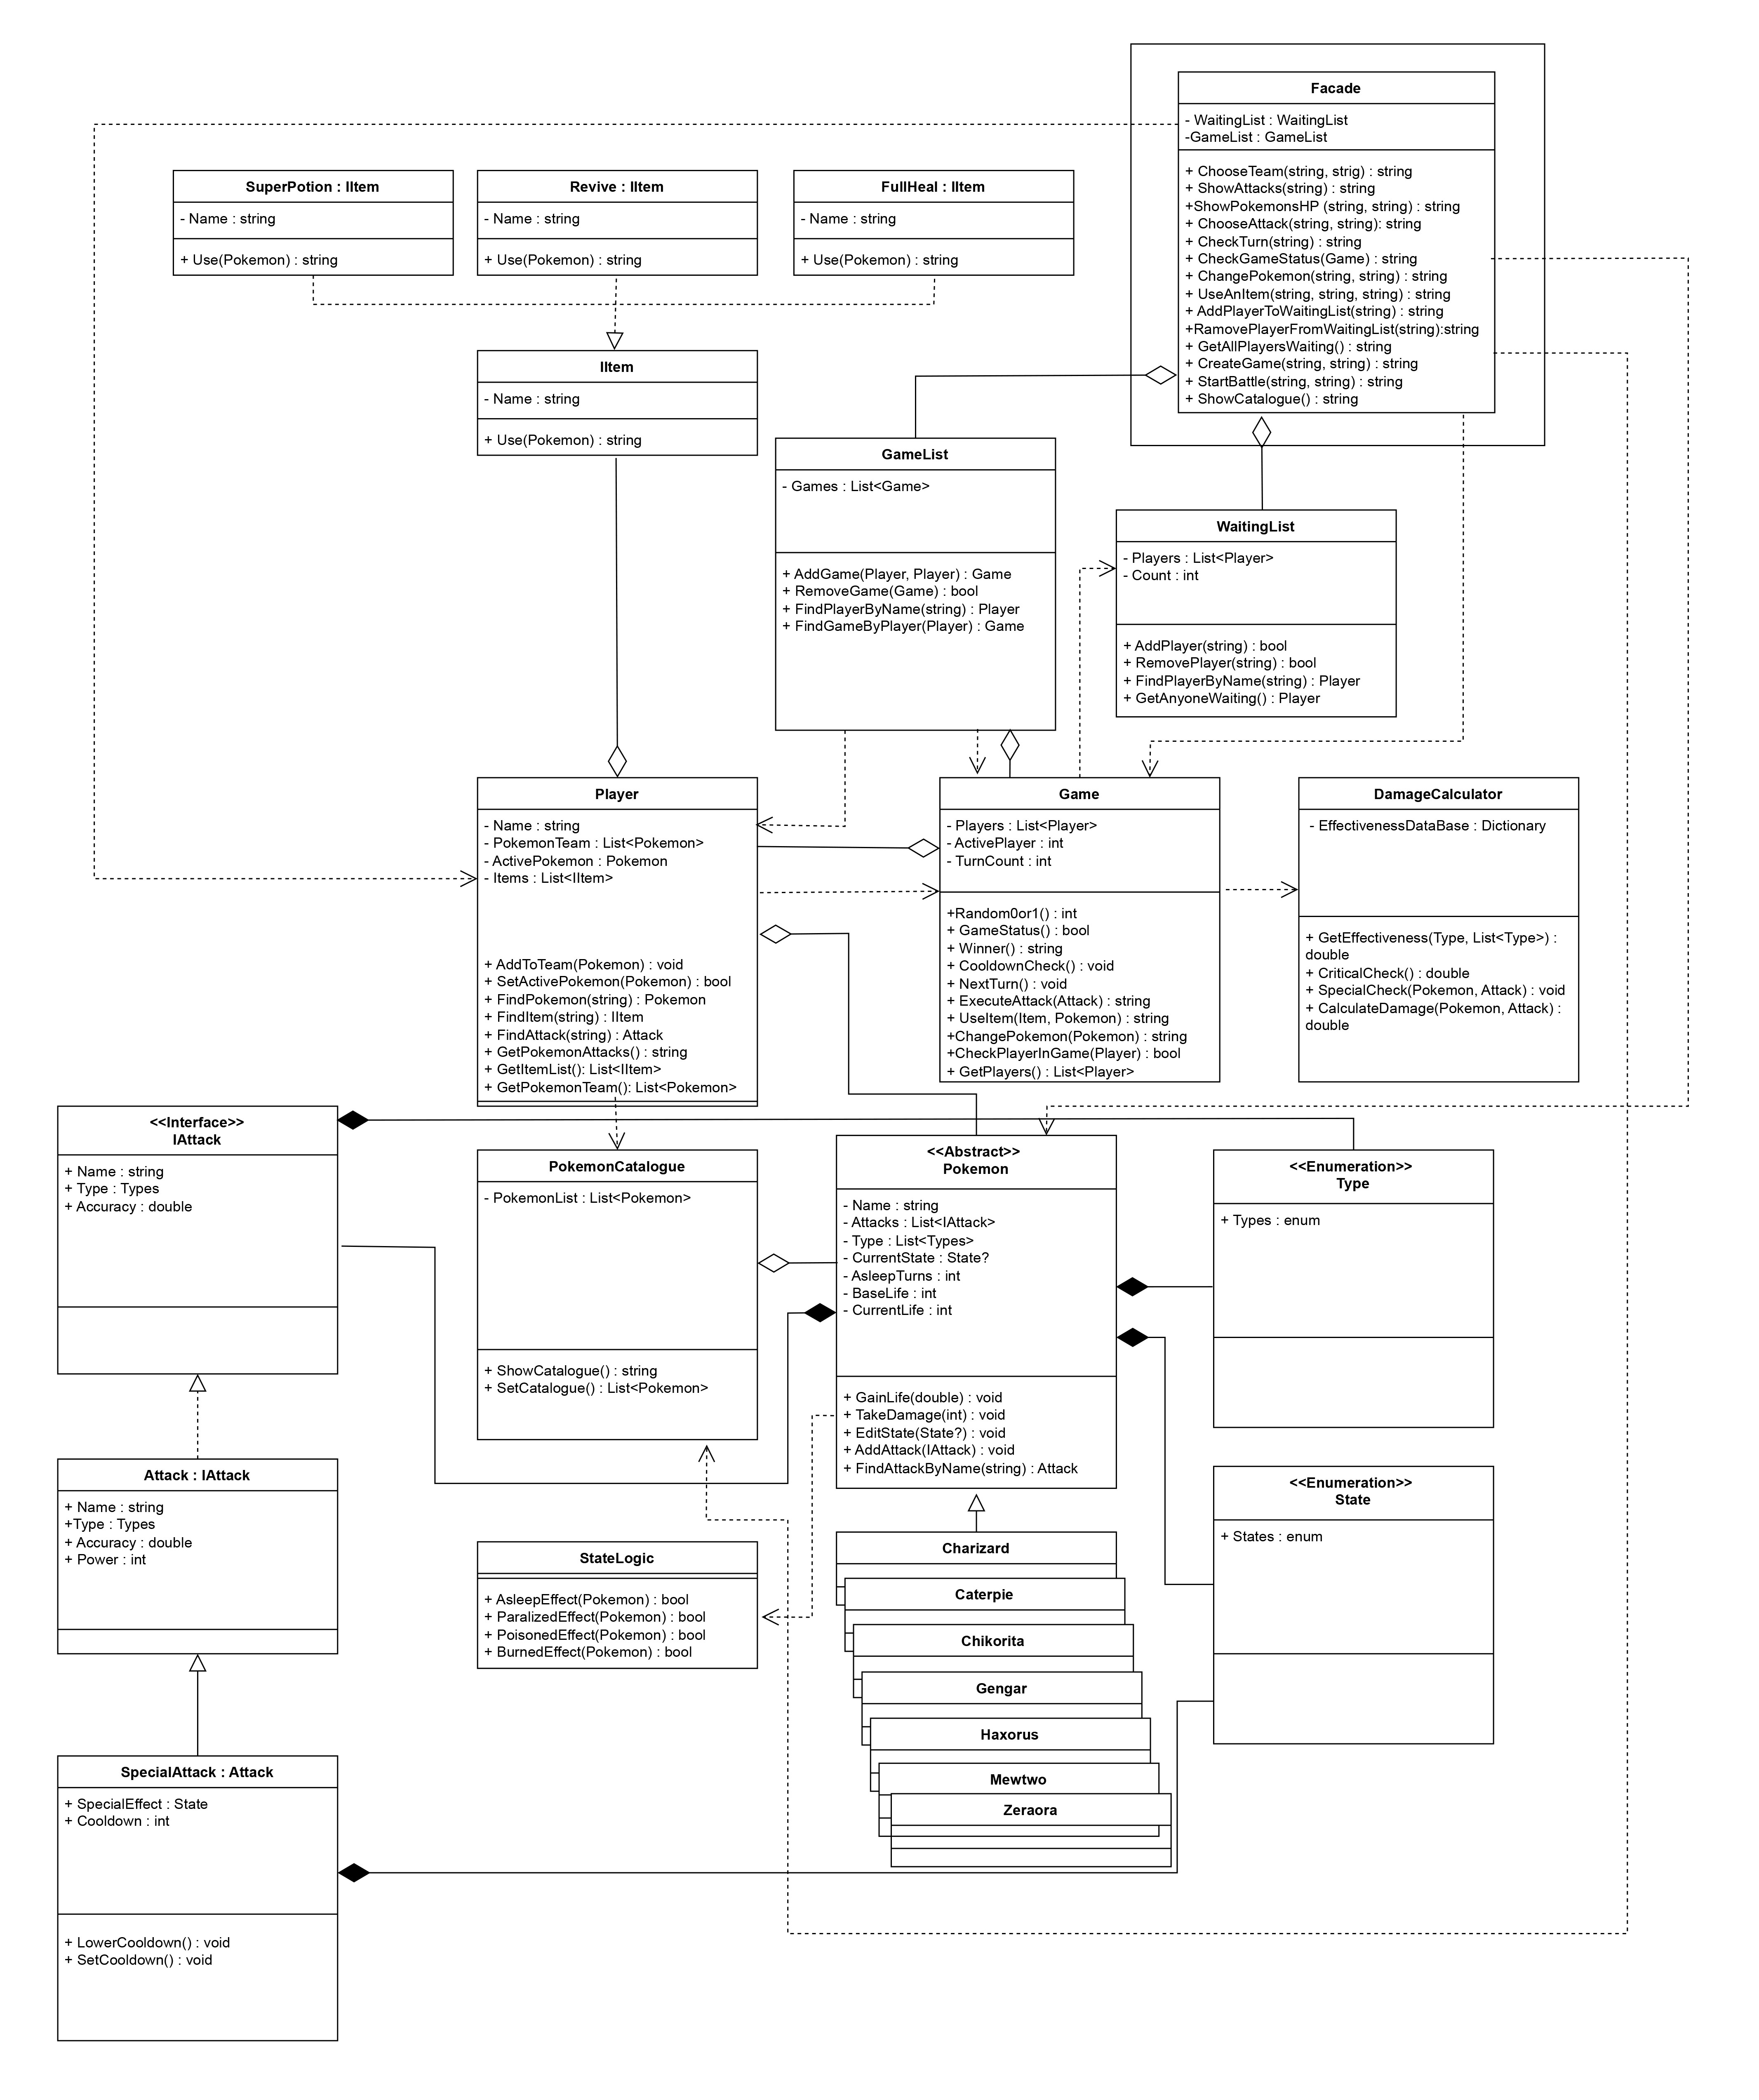 Facade
- WaitingList : WaitingList
-GameList : GameList
+ ChooseTeam(string, strig) : string
+ ShowAttacks(string) : string
+ShowPokemonsHP (string, string) : string
+ ChooseAttack(string, string): string
+ CheckTurn(string) : string
+ CheckGameStatus(Game) : string
+ ChangePokemon(string, string) : string
+ UseAnItem(string, string, string) : string
+ AddPlayerToWaitingList(string) : string
+RamovePlayerFromWaitingList(string):string
+ GetAllPlayersWaiting() : string
+ CreateGame(string, string) : string
+ StartBattle(string, string) : string
+ ShowCatalogue() : string
SuperPotion : IItem
- Name : string
+ Use(Pokemon) : string
Revive : IItem
- Name : string
+ Use(Pokemon) : string
FullHeal : IItem
- Name : string
+ Use(Pokemon) : string
IItem
- Name : string
+ Use(Pokemon) : string
GameList
- Games : List<Game>
+ AddGame(Player, Player) : Game
+ RemoveGame(Game) : bool
+ FindPlayerByName(string) : Player
+ FindGameByPlayer(Player) : Game
WaitingList
- Players : List<Player>
- Count : int
+ AddPlayer(string) : bool
+ RemovePlayer(string) : bool
+ FindPlayerByName(string) : Player
+ GetAnyoneWaiting() : Player
Player
- Name : string
- PokemonTeam : List<Pokemon>
- ActivePokemon : Pokemon
- Items : List<IItem>
+ AddToTeam(Pokemon) : void
+ SetActivePokemon(Pokemon) : bool
+ FindPokemon(string) : Pokemon
+ FindItem(string) : IItem
+ FindAttack(string) : Attack
+ GetPokemonAttacks() : string
+ GetItemList(): List<IItem>
+ GetPokemonTeam(): List<Pokemon>
Game
- Players : List<Player>
- ActivePlayer : int
- TurnCount : int
+Random0or1() : int
+ GameStatus() : bool
+ Winner() : string
+ CooldownCheck() : void
+ NextTurn() : void
+ ExecuteAttack(Attack) : string
+ UseItem(Item, Pokemon) : string
+ChangePokemon(Pokemon) : string
+CheckPlayerInGame(Player) : bool
+ GetPlayers() : List<Player>
DamageCalculator
- EffectivenessDataBase : Dictionary
+ GetEffectiveness(Type, List<Type>) :
double
+ CriticalCheck() : double
+ SpecialCheck(Pokemon, Attack) : void
+ CalculateDamage(Pokemon, Attack) :
double
<<Interface>>
IAttack
+ Name : string
+ Type : Types
+ Accuracy : double
PokemonCatalogue
- PokemonList : List<Pokemon>
+ ShowCatalogue() : string
+ SetCatalogue() : List<Pokemon>
<<Abstract>>
Pokemon
- Name : string
- Attacks : List<IAttack>
- Type : List<Types>
- CurrentState : State?
- AsleepTurns : int
- BaseLife : int
- CurrentLife : int
+ GainLife(double) : void
+ TakeDamage(int) : void
+ EditState(State?) : void
+ AddAttack(IAttack) : void
+ FindAttackByName(string) : Attack
<<Enumeration>>
Type
+ Types : enum
Attack : IAttack
+ Name : string
+Type : Types
+ Accuracy : double
+ Power : int
<<Enumeration>>
State
+ States : enum
StateLogic
+ AsleepEffect(Pokemon) : bool
+ ParalizedEffect(Pokemon) : bool
+ PoisonedEffect(Pokemon) : bool
+ BurnedEffect(Pokemon) : bool
Charizard
Caterpie
Chikorita
Gengar
Haxorus
Mewtwo
Zeraora
SpecialAttack : Attack
+ SpecialEffect : State
+ Cooldown : int
+ LowerCooldown() : void
+ SetCooldown() : void